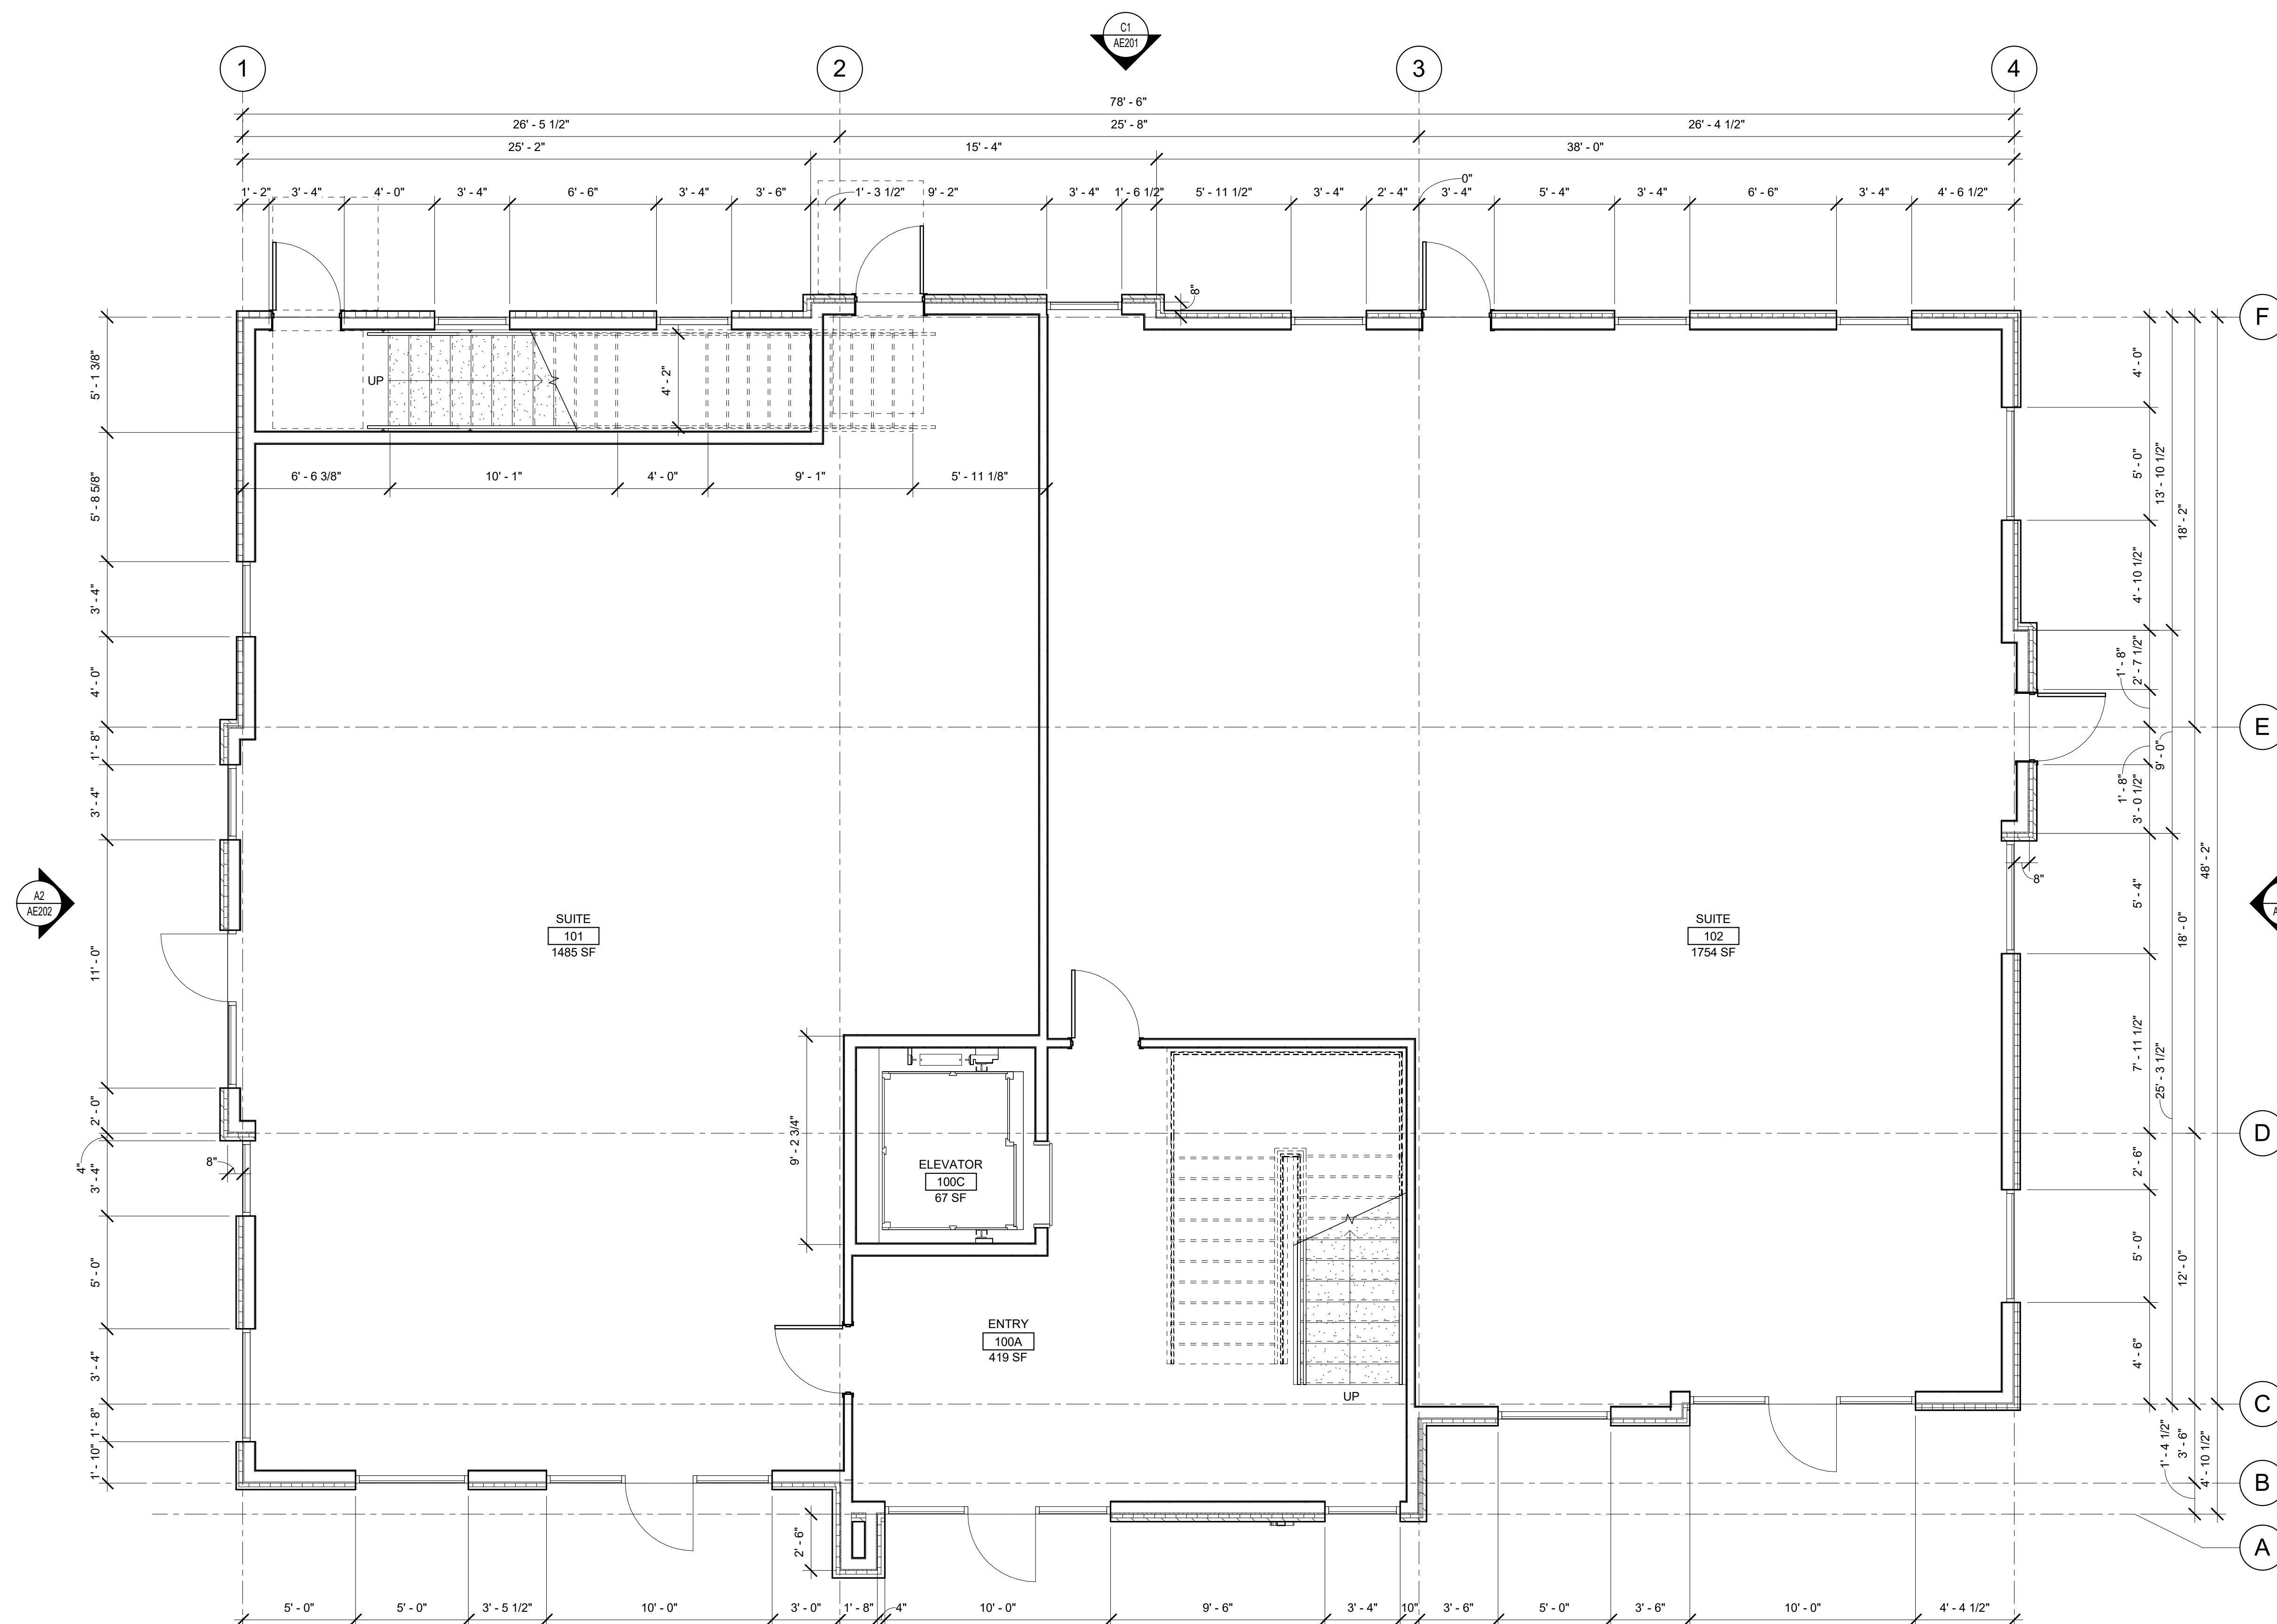 C1
AE201
1
2
3
4
78' - 6"
26' - 5 1/2"
25' - 8"
26' - 4 1/2"
25' - 2"
15' - 4"
38' - 0"
1' - 2"
3' - 4"
4' - 0"
3' - 4"
6' - 6"
3' - 4"
3' - 6"
1' - 3 1/2"
9' - 2"
3' - 4"
1' - 6 1/2"
5' - 11 1/2"
3' - 4"
2' - 4"
0"
3' - 4"
5' - 4"
3' - 4"
6' - 6"
3' - 4"
4' - 6 1/2"
8"
F
5' - 1 3/8"
UP
4' - 2"
4' - 0"
6' - 6 3/8"
10' - 1"
4' - 0"
9' - 1"
5' - 11 1/8"
5' - 8 5/8"
5' - 0"
13' - 10 1/2"
18' - 2"
3' - 4"
4' - 10 1/2"
4' - 0"
1' - 8"
2' - 7 1/2"
E
1' - 8"
3' - 4"
9' - 0"
1' - 8"
3' - 0 1/2"
48' - 2"
A2
AE202
8"
A
SUITE
101
1485 SF
SUITE
102
1754 SF
5' - 4"
18' - 0"
11' - 0"
7' - 11 1/2"
25' - 3 1/2"
2' - 0"
D
4"
3' - 4"
8"
9' - 2 3/4"
ELEVATOR
100C
67 SF
2' - 6"
5' - 0"
5' - 0"
12' - 0"
ENTRY
100A
419 SF
3' - 4"
4' - 6"
UP
C
1' - 8"
1' - 10"
1' - 4 1/2"
3' - 6"
4' - 10 1/2"
B
2' - 6"
A
5' - 0"
5' - 0"
3' - 5 1/2"
10' - 0"
3' - 0"
1' - 8"
4"
10' - 0"
9' - 6"
3' - 4"
10"
3' - 6"
5' - 0"
3' - 6"
10' - 0"
4' - 4 1/2"